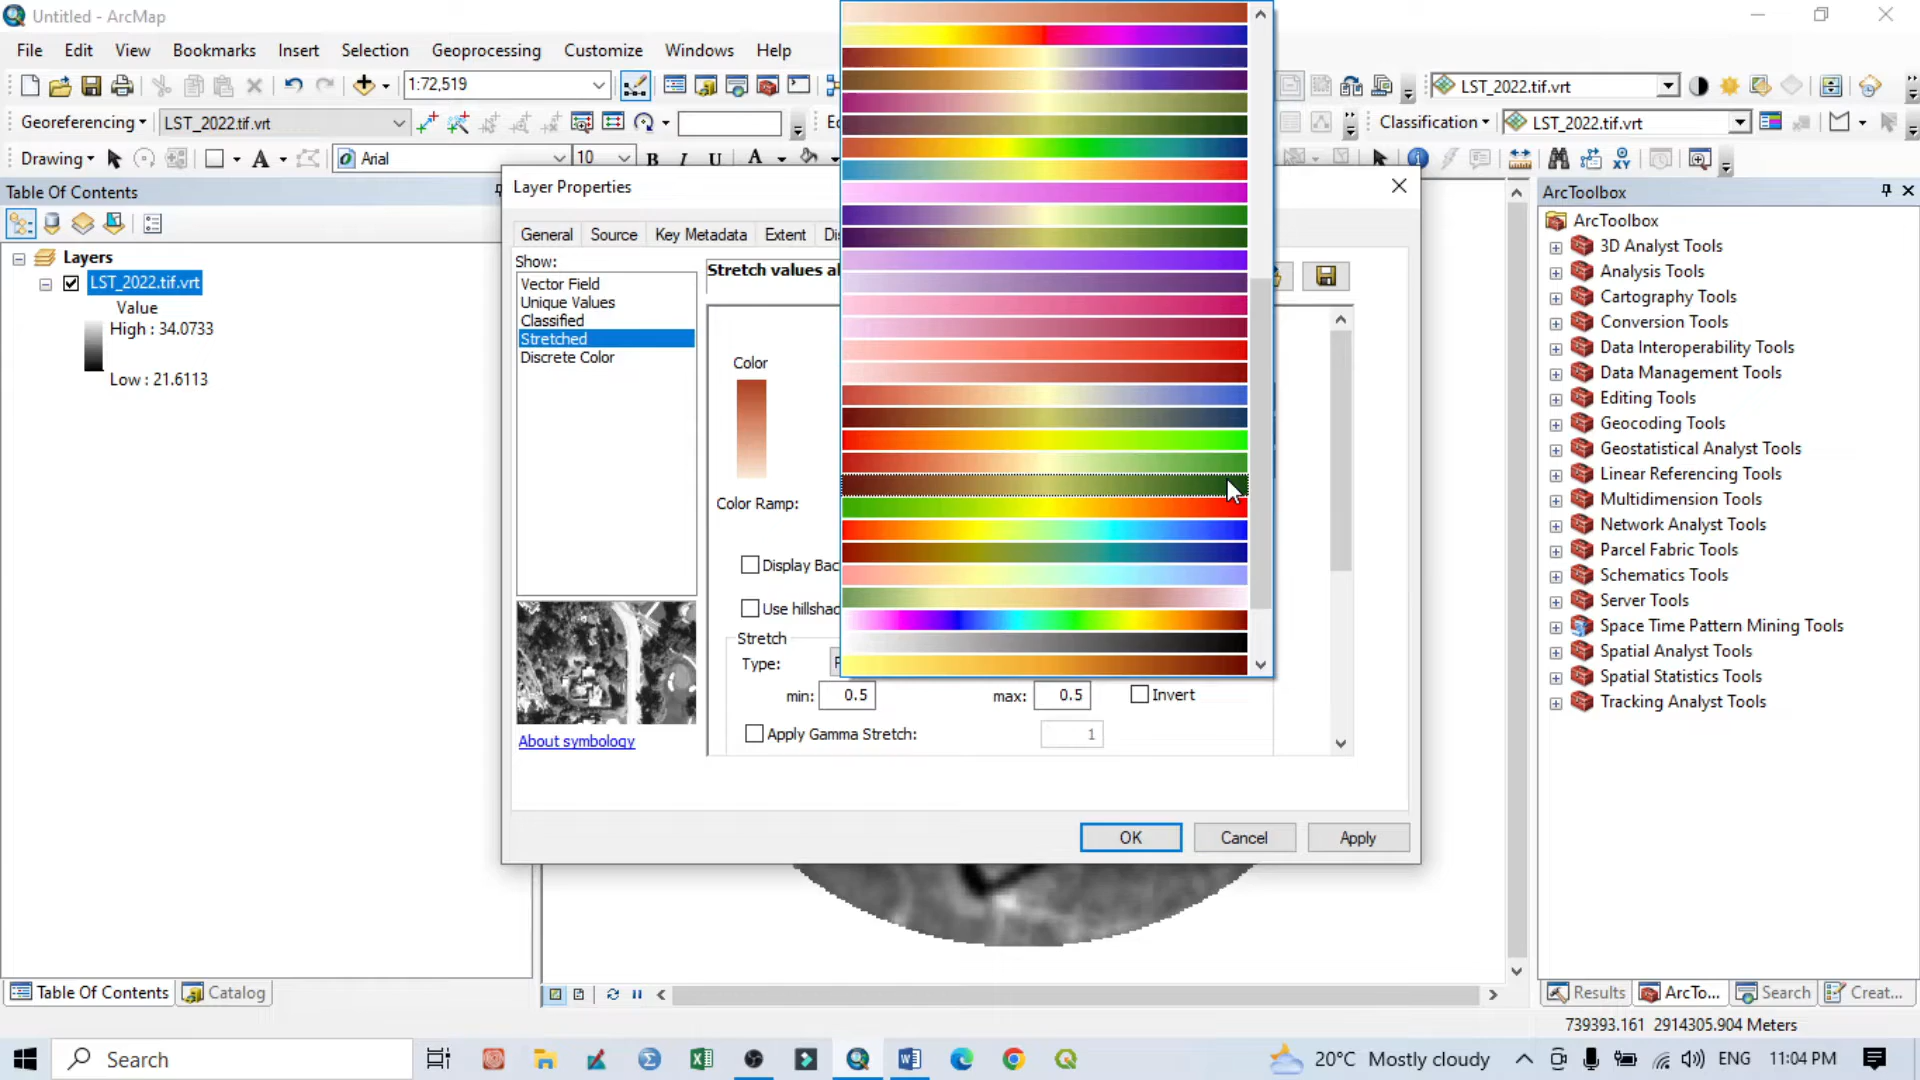 Untitled - ArcMap
File Edit View Bookmarks Insert Selection Geoprocessing Customize Windows Help
1:72,519
LST_2022.tif.vrt
Georeferencing LST_2022.tif.vrt
Classification LST_2022.tif.vrt
Drawing A Arial 10 B I U A
Table Of Contents
Layers
LST_2022.tif.vrt
Value
High : 34.0733
Low : 21.6113
Layer Properties
General Source Key Metadata Extent
Show:
Vector Field
Unique Values
Classified
Stretched
Discrete Color
About symbology
Stretch values
Color
Color Ramp:
Display
Use
Stretch
Type:
min: 0.5 max: 0.5 Invert
Apply Gamma Stretch: 1
OK Cancel Apply
ArcToolbox
ArcToolbox
3D Analyst Tools
Analysis Tools
Cartography Tools
Conversion Tools
Data Interoperability Tools
Data Management Tools
Editing Tools
Geocoding Tools
Geostatistical Analyst Tools
Linear Referencing Tools
Multidimension Tools
Network Analyst Tools
Parcel Fabric Tools
Schematics Tools
Server Tools
Space Time Pattern Mining Tools
Spatial Analyst Tools
Spatial Statistics Tools
Tracking Analyst Tools
Table Of Contents Catalog
Results ArcTo... Search Creat...
739393.161 2914305.904 Meters
Search
20°C Mostly cloudy ENG 11:04 PM